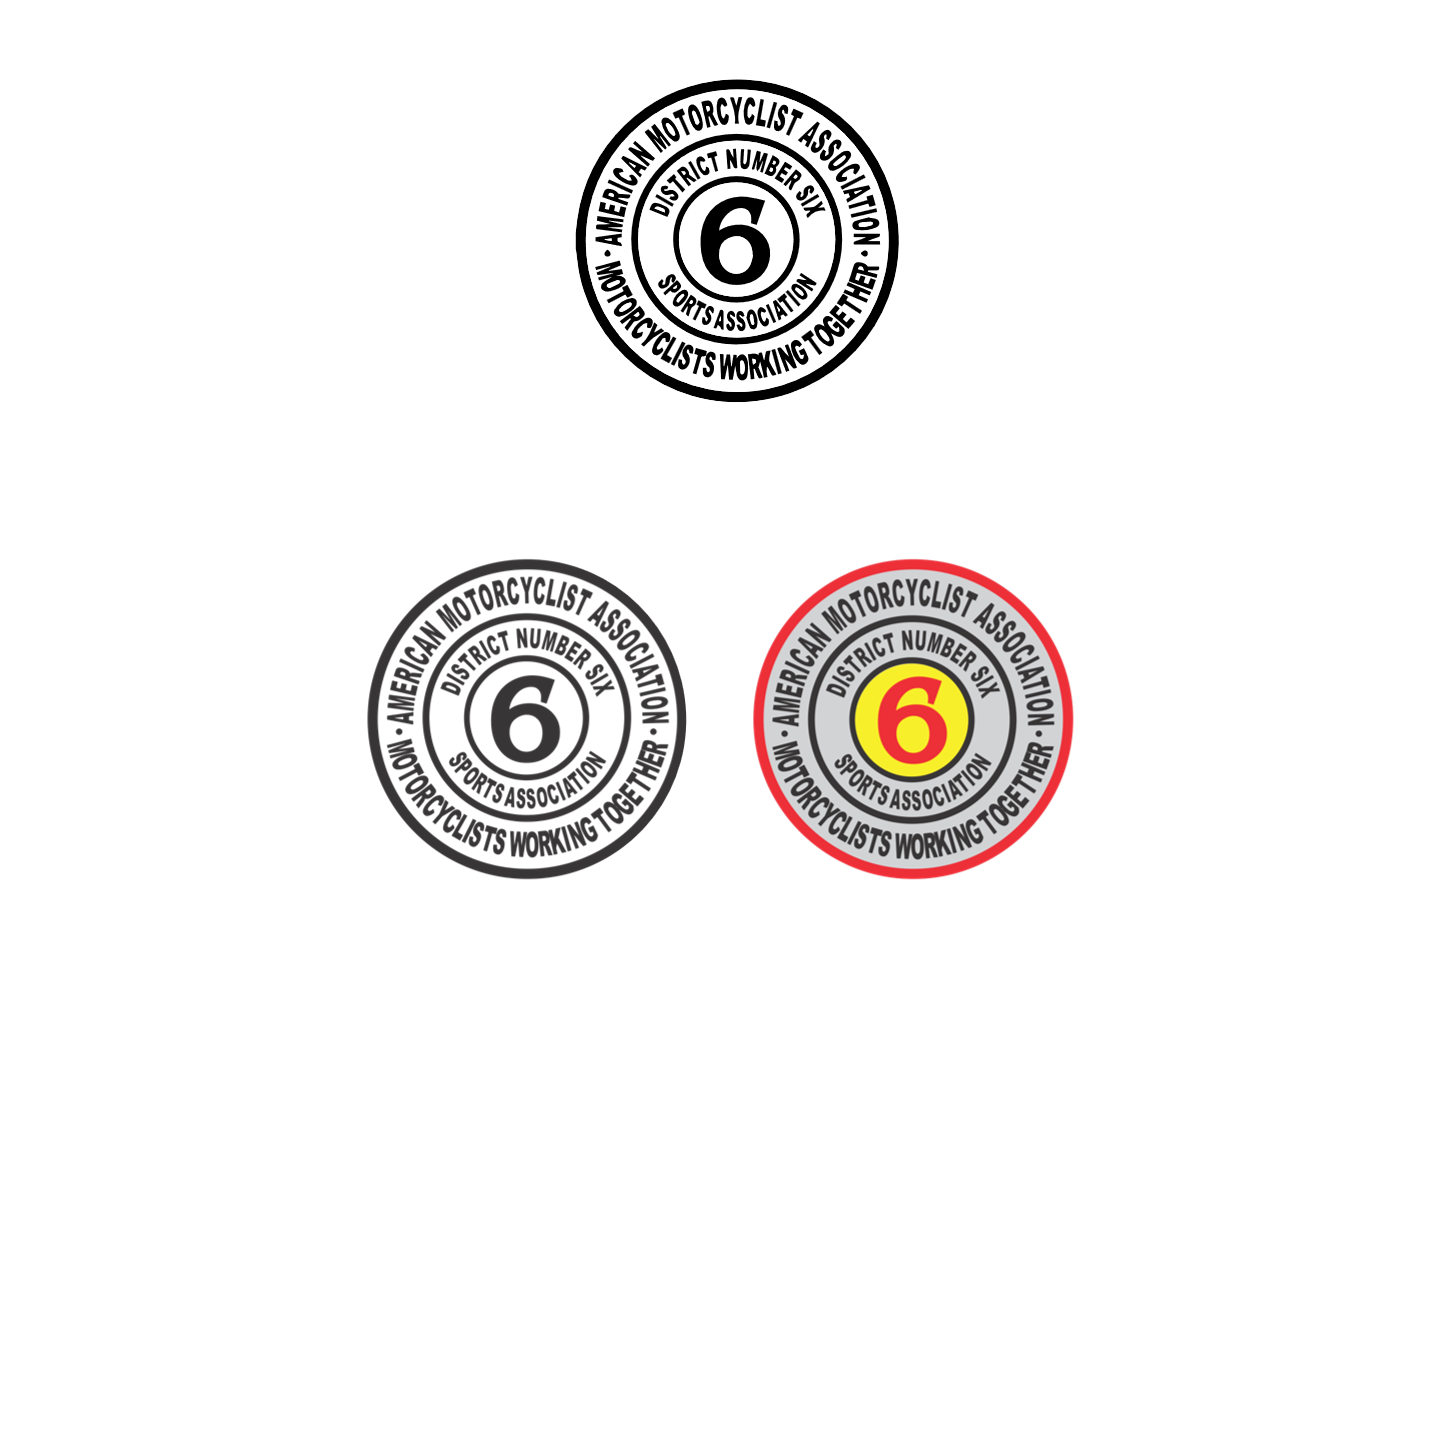 · AMERICAN MOTORCYCLIST ASSOCIATION ·
MOTORCYCLISTS WORKING TOGETHER
DISTRICT NUMBER SIX
SPORTS ASSOCIATION
6
· AMERICAN MOTORCYCLIST ASSOCIATION ·
MOTORCYCLISTS WORKING TOGETHER
DISTRICT NUMBER SIX
SPORTS ASSOCIATION
6
· AMERICAN MOTORCYCLIST ASSOCIATION ·
MOTORCYCLISTS WORKING TOGETHER
DISTRICT NUMBER SIX
SPORTS ASSOCIATION
6